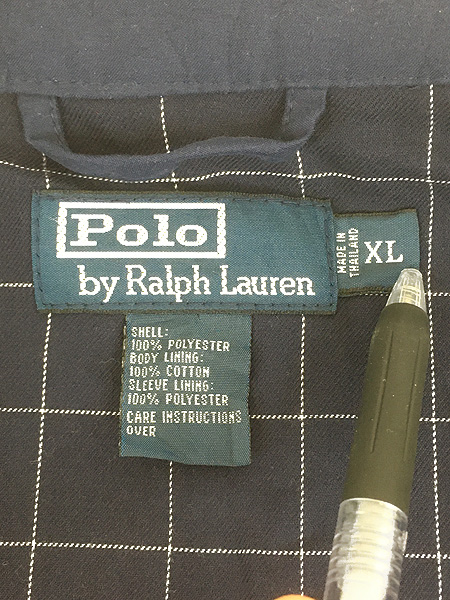 Polo
by Ralph Lauren
MADE IN
THAILAND
XL
SHELL:
100% POLYESTER
BODY LINING:
100% COTTON
SLEEVE LINING:
100% POLYESTER
CARE INSTRUCTIONS
OVER